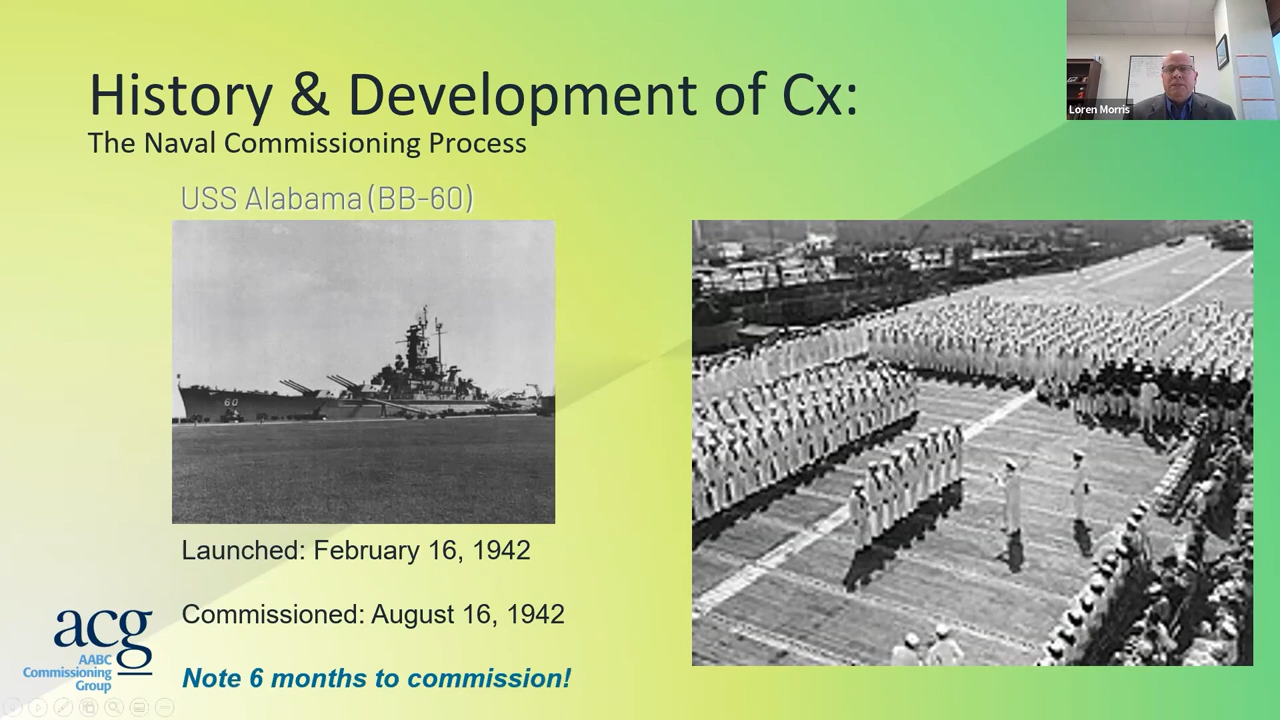 History & Development of Cx:
The Naval Commissioning Process
Loren Morris
USS Alabama (BB-60)
60
Launched: February 16, 1942
Commissioned: August 16, 1942
Note 6 months to commission!
acg
AABC
Commissioning
Group